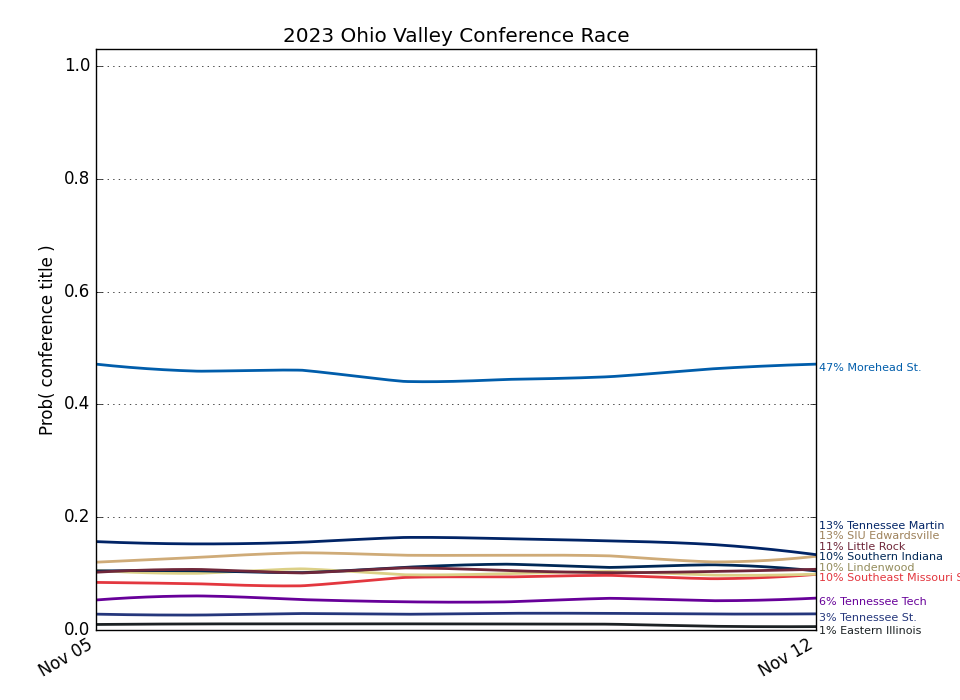 2023 Ohio Valley Conference Race
Prob( conference title )
1.0
0.8
0.6
0.4
0.2
0.0
Nov 05
Nov 12
47% Morehead St.
13% Tennessee Martin
13% SIU Edwardsville
11% Little Rock
10% Southern Indiana
10% Lindenwood
10% Southeast Missouri S
6% Tennessee Tech
3% Tennessee St.
1% Eastern Illinois